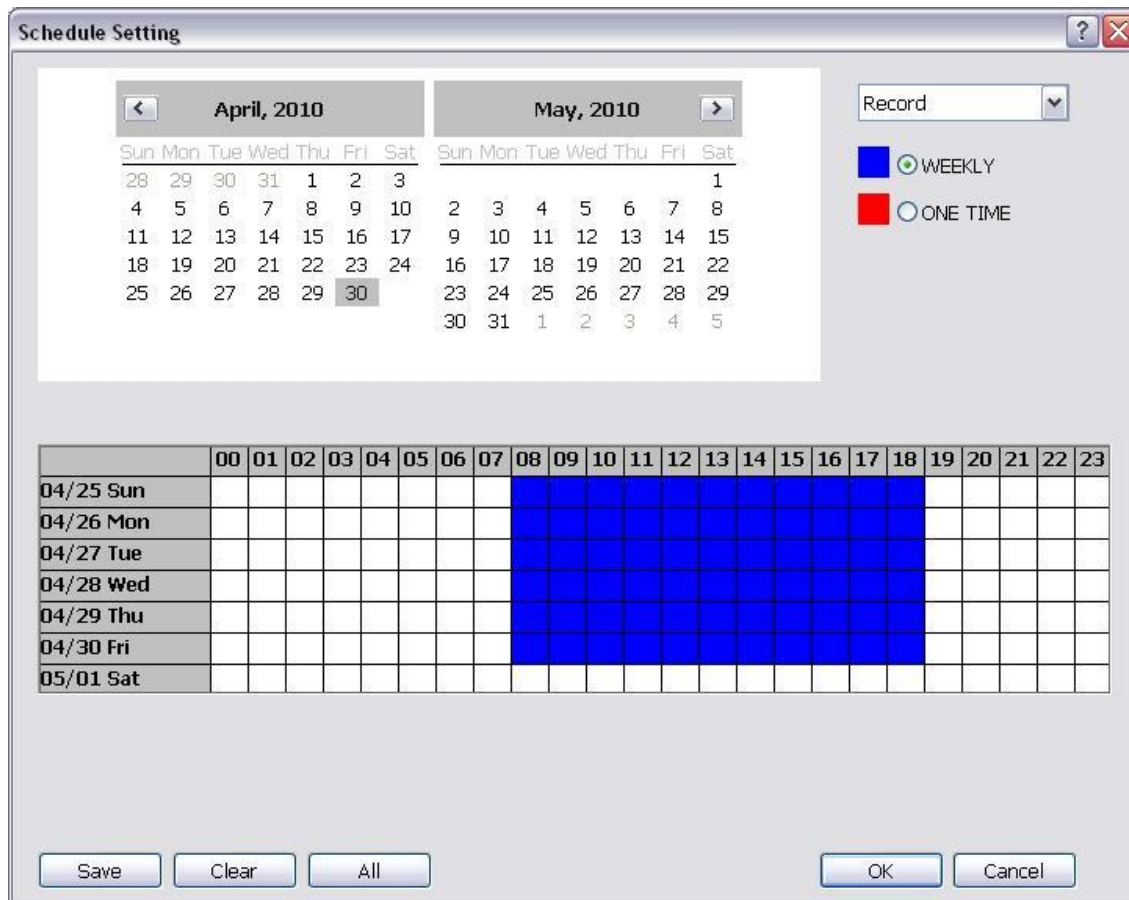 Schedule Setting
April, 2010 May, 2010
Record
Sun Mon Tue Wed Thu Fri Sat Sun Mon Tue Wed Thu Fri Sat
28 29 30 31 1 2 3 1
WEEKLY
4 5 6 7 8 9 10 2 3 4 5 6 7 8
ONE TIME
11 12 13 14 15 16 17 9 10 11 12 13 14 15
18 19 20 21 22 23 24 16 17 18 19 20 21 22
25 26 27 28 29 30 23 24 25 26 27 28 29
30 31 1 2 3 4 5
00 01 02 03 04 05 06 07 08 09 10 11 12 13 14 15 16 17 18 19 20 21 22 23
04/25 Sun
04/26 Mon
04/27 Tue
04/28 Wed
04/29 Thu
04/30 Fri
05/01 Sat
Save Clear All OK Cancel